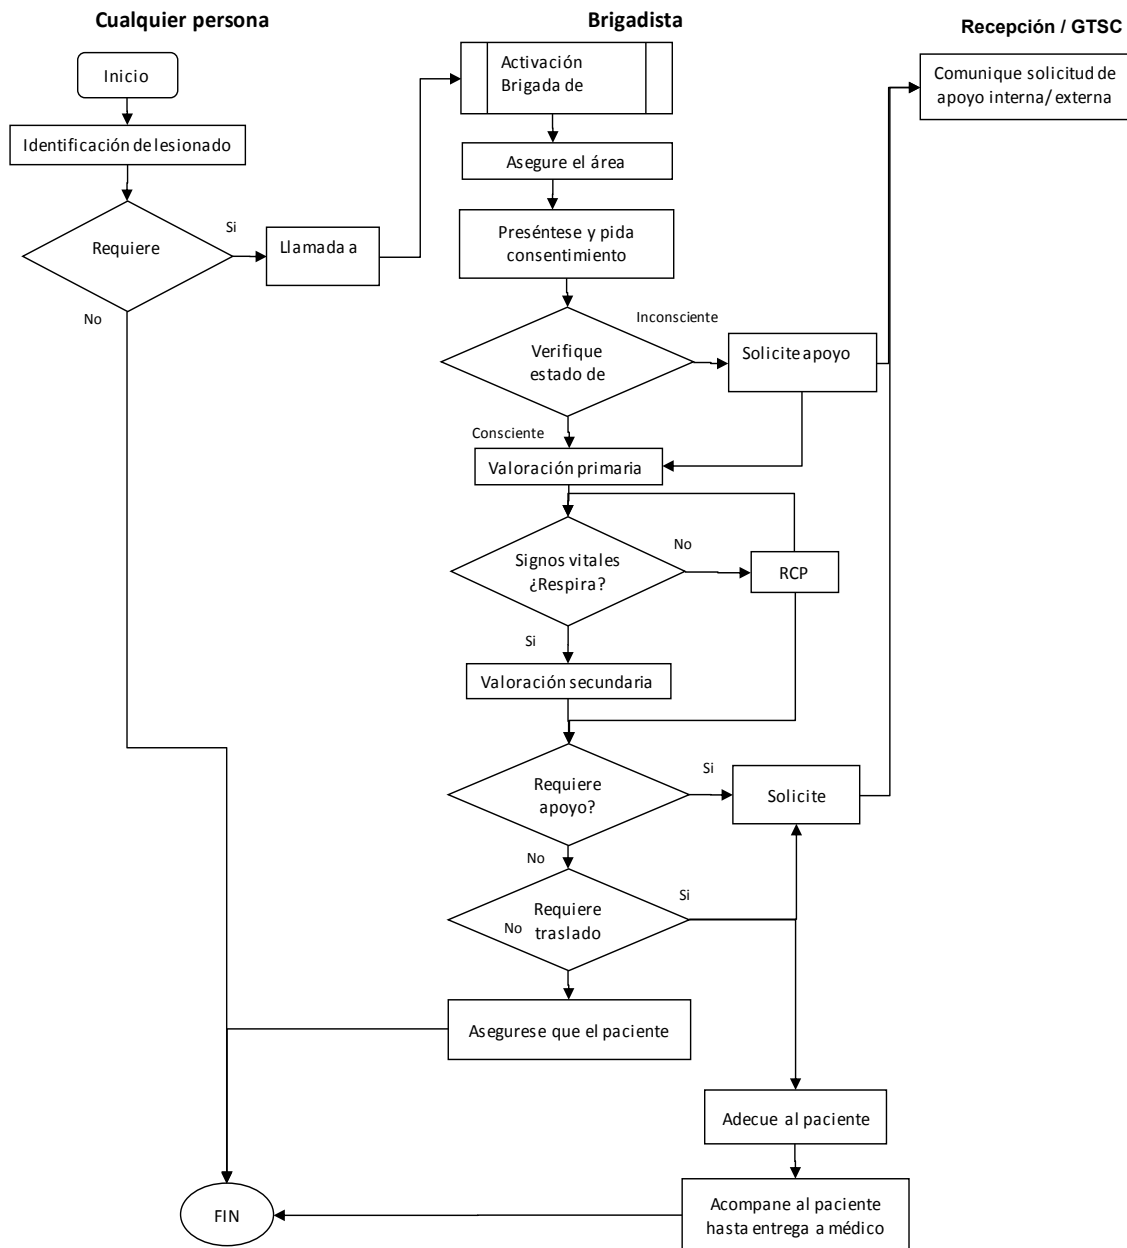 Cualquier persona
Brigadista
Recepción / GTSC
Inicio
Activación
Brigada de
Comunique solicitud de
apoyo interna/ externa
Identificación de lesionado
Asegure el área
Requiere
Si
Llamada a
Preséntese y pida
consentimiento
No
Inconsciente
Verifique
estado de
Solicite apoyo
Consciente
Valoración primaria
Signos vitales
¿Respira?
No
RCP
Si
Valoración secundaria
Requiere
apoyo?
Si
Solicite
No
Requiere
traslado
No
Si
Asegurese que el paciente
Adecue al paciente
Acompane al paciente
hasta entrega a médico
FIN